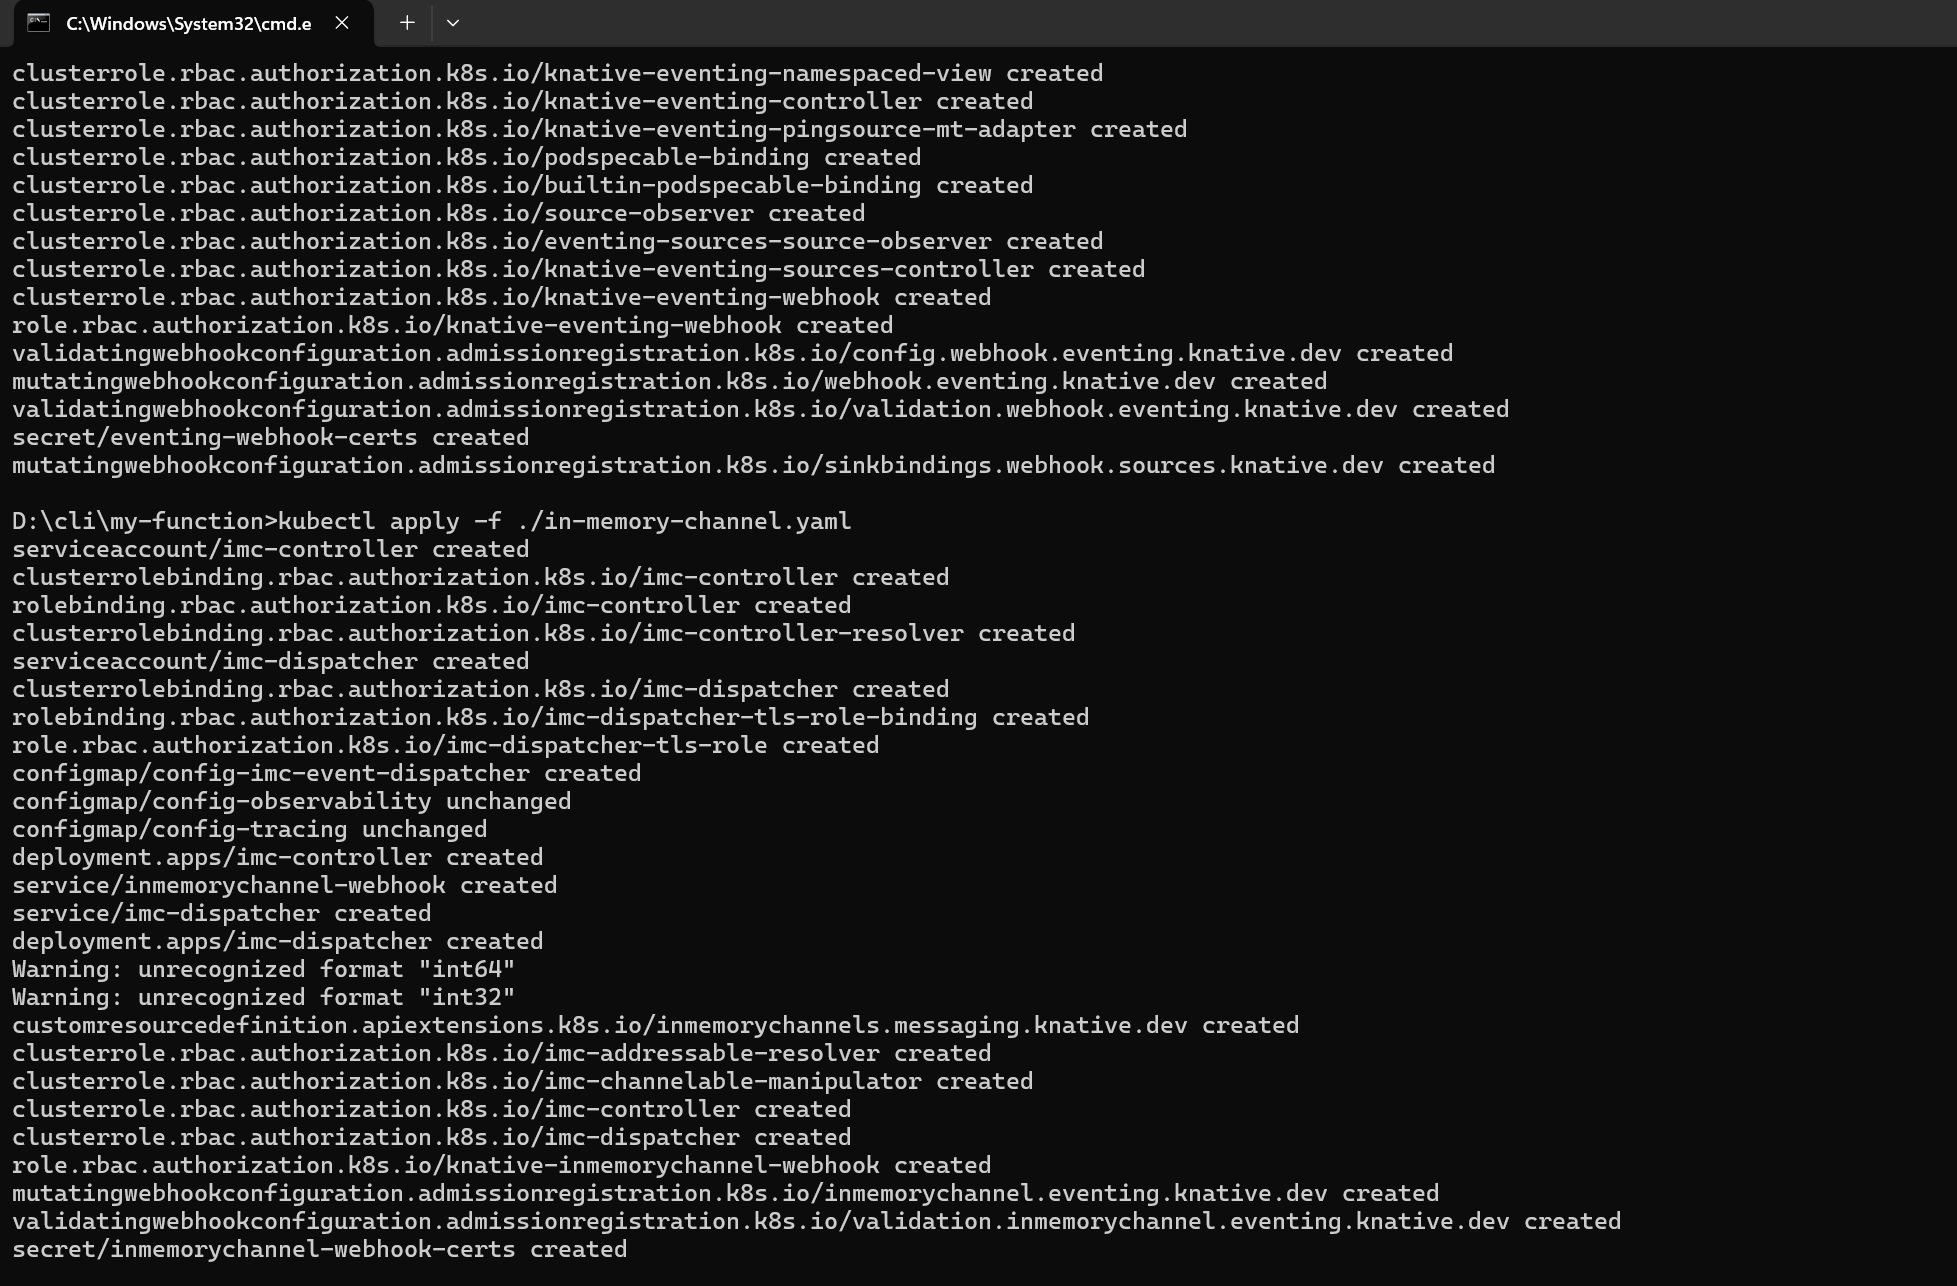 C:\Windows\System32\cmd.e
clusterrole.rbac.authorization.k8s.io/knative-eventing-namespaced-view created
clusterrole.rbac.authorization.k8s.io/knative-eventing-controller created
clusterrole.rbac.authorization.k8s.io/knative-eventing-pingsource-mt-adapter created
clusterrole.rbac.authorization.k8s.io/podspecable-binding created
clusterrole.rbac.authorization.k8s.io/builtin-podspecable-binding created
clusterrole.rbac.authorization.k8s.io/source-observer created
clusterrole.rbac.authorization.k8s.io/eventing-sources-source-observer created
clusterrole.rbac.authorization.k8s.io/knative-eventing-sources-controller created
clusterrole.rbac.authorization.k8s.io/knative-eventing-webhook created
role.rbac.authorization.k8s.io/knative-eventing-webhook created
validatingwebhookconfiguration.admissionregistration.k8s.io/config.webhook.eventing.knative.dev created
mutatingwebhookconfiguration.admissionregistration.k8s.io/webhook.eventing.knative.dev created
validatingwebhookconfiguration.admissionregistration.k8s.io/validation.webhook.eventing.knative.dev created
secret/eventing-webhook-certs created
mutatingwebhookconfiguration.admissionregistration.k8s.io/sinkbindings.webhook.sources.knative.dev created
D:\cli\my-function>kubectl apply -f ./in-memory-channel.yaml
serviceaccount/imc-controller created
clusterrolebinding.rbac.authorization.k8s.io/imc-controller created
rolebinding.rbac.authorization.k8s.io/imc-controller created
clusterrolebinding.rbac.authorization.k8s.io/imc-controller-resolver created
serviceaccount/imc-dispatcher created
clusterrolebinding.rbac.authorization.k8s.io/imc-dispatcher created
rolebinding.rbac.authorization.k8s.io/imc-dispatcher-tls-role-binding created
role.rbac.authorization.k8s.io/imc-dispatcher-tls-role created
configmap/config-imc-event-dispatcher created
configmap/config-observability unchanged
configmap/config-tracing unchanged
deployment.apps/imc-controller created
service/inmemorychannel-webhook created
service/imc-dispatcher created
deployment.apps/imc-dispatcher created
Warning: unrecognized format "int64"
Warning: unrecognized format "int32"
customresourcedefinition.apiextensions.k8s.io/inmemorychannels.messaging.knative.dev created
clusterrole.rbac.authorization.k8s.io/imc-addressable-resolver created
clusterrole.rbac.authorization.k8s.io/imc-channelable-manipulator created
clusterrole.rbac.authorization.k8s.io/imc-controller created
clusterrole.rbac.authorization.k8s.io/imc-dispatcher created
role.rbac.authorization.k8s.io/knative-inmemorychannel-webhook created
mutatingwebhookconfiguration.admissionregistration.k8s.io/inmemorychannel.eventing.knative.dev created
validatingwebhookconfiguration.admissionregistration.k8s.io/validation.inmemorychannel.eventing.knative.dev created
secret/inmemorychannel-webhook-certs created